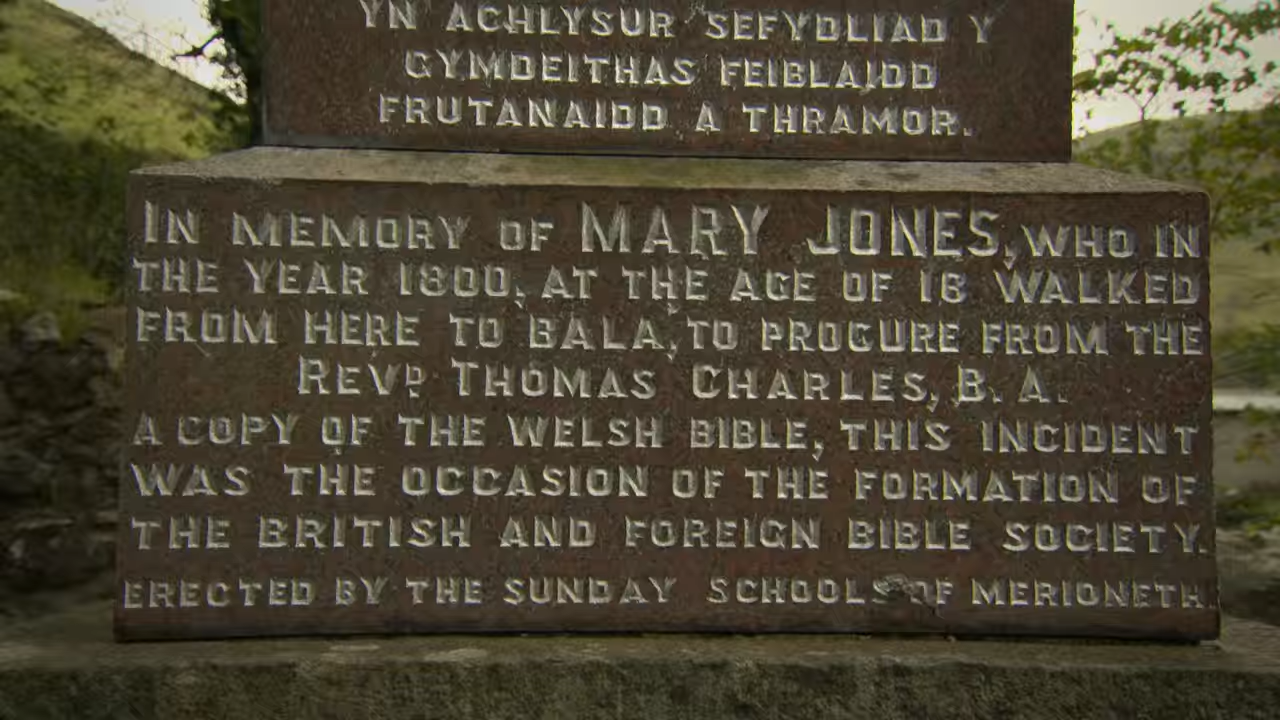 YN ACHLYSUR SEFYDLIAD Y
GYMDEITHAS FEIBLAIDD
FRUTANAIDD A THRAMOR.
IN MEMORY OF MARY JONES, WHO IN
THE YEAR 1800, AT THE AGE OF 16 WALKED
FROM HERE TO BALA, TO PROCURE FROM THE
REVD. THOMAS CHARLES, B. A.
A COPY OF THE WELSH BIBLE, THIS INCIDENT
WAS THE OCCASION OF THE FORMATION OF
THE BRITISH AND FOREIGN BIBLE SOCIETY.
ERECTED BY THE SUNDAY SCHOOLS OF MERIONETH